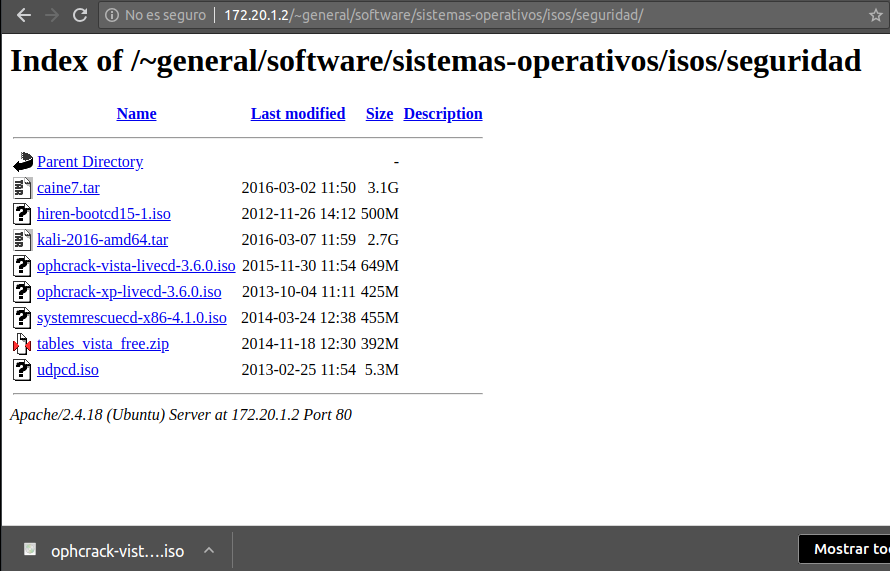 No es seguro | 172.20.1.2/~general/software/sistemas-operativos/isos/seguridad/
Index of /~general/software/sistemas-operativos/isos/seguridad
Name Last modified Size Description
Parent Directory -
caine7.tar 2016-03-02 11:50 3.1G
hiren-bootcd15-1.iso 2012-11-26 14:12 500M
kali-2016-amd64.tar 2016-03-07 11:59 2.7G
ophcrack-vista-livecd-3.6.0.iso 2015-11-30 11:54 649M
ophcrack-xp-livecd-3.6.0.iso 2013-10-04 11:11 425M
systemrescuecd-x86-4.1.0.iso 2014-03-24 12:38 455M
tables_vista_free.zip 2014-11-18 12:30 392M
udpcd.iso 2013-02-25 11:54 5.3M
Apache/2.4.18 (Ubuntu) Server at 172.20.1.2 Port 80
ophcrack-vist....iso
Mostrar to